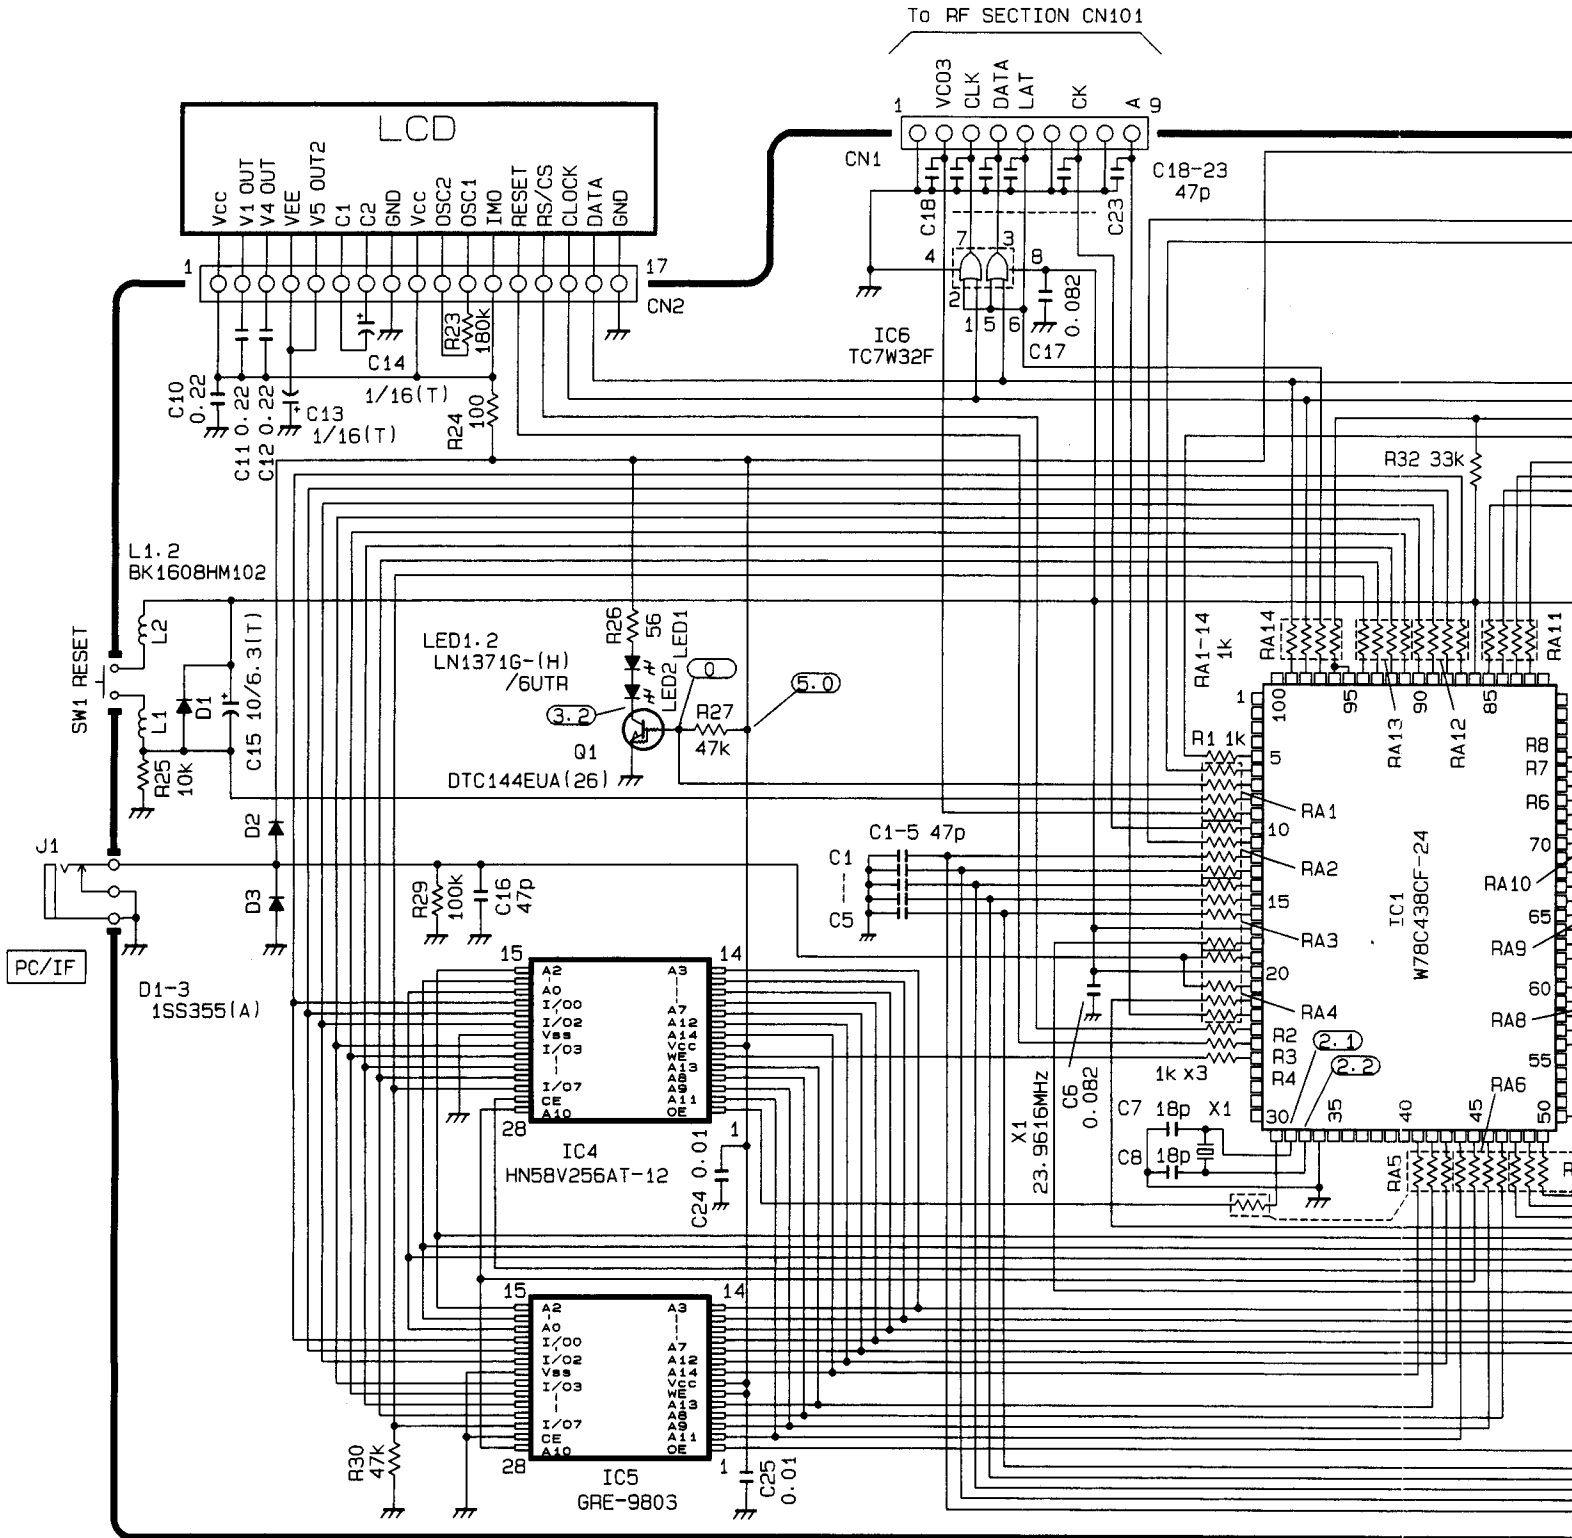 To RF SECTION CN101
1
VCO3
CLK
DATA
LAT
CK
A
9
CN1
C18-23
47p
C18
C23
LCD
Vcc
V1 OUT
V4 OUT
VEE
V5 OUT2
C1
C2
GND
Vcc
OSC2
OSC1
IMO
RESET
RS/CS
CLOCK
DATA
GND
1
17
CN2
4
7
3
8
2
1
5
6
0.082
C17
IC6
TC7W32F
R23
180k
C14
1/16(T)
C10
0.22
C11 0.22
C12 0.22
C13
1/16(T)
R24
100
R32 33k
L1.2
BK1608HM102
L2
SW1 RESET
L1
D1
C15 10/6.3(T)
R25
10k
R26
56
LED1
LED1.2
LN1371G-(H)
/6UTR
LED2
0
5.0
3.2
R27
47k
Q1
DTC144EUA(26)
RA1-14
1k
RA14
RA11
1
100
95
90
85
RA13
RA12
R1 1k
5
R8
R7
R6
RA1
10
70
RA2
RA10
15
65
RA3
RA9
20
60
RA4
RA8
IC1
W78C438CF-24
R2
R3
R4
1k x3
2.1
2.2
55
RA6
30
35
40
45
50
RA5
R
C1-5 47p
C1
C5
D2
J1
D3
R29
100k
C16
47p
PC/IF
D1-3
1SS355(A)
C6
0.082
X1
23.9616MHz
C7
18p
X1
C8
18p
15
14
A2
A0
I/O0
I/O2
Vss
I/O3
I/O7
CE
A10
A3
A7
A12
A14
VCC
WE
A13
A8
A9
A11
OE
28
1
IC4
HN58V256AT-12
C24 0.01
15
14
A2
A0
I/O0
I/O2
Vss
I/O3
I/O7
CE
A10
A3
A7
A12
A14
VCC
WE
A13
A8
A9
A11
OE
28
1
IC5
GRE-9803
R30
47k
C25
0.01